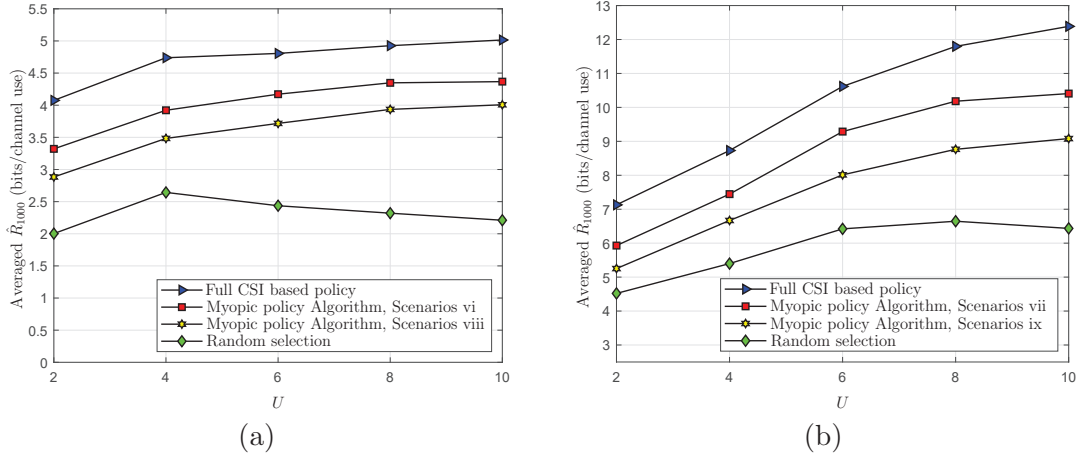 5.5
5
4.5
4
3.5
3
2.5
2
1.5
1
0.5
0
Averaged R̂₁₀₀₀ (bits/channel use)
Full CSI based policy
Myopic policy Algorithm, Scenarios vi
Myopic policy Algorithm, Scenarios viii
Random selection
2 4 6 8 10
U
(a)
13
12
11
10
9
8
7
6
5
4
3
Averaged R̂₁₀₀₀ (bits/channel use)
Full CSI based policy
Myopic policy Algorithm, Scenarios vii
Myopic policy Algorithm, Scenarios ix
Random selection
2 4 6 8 10
U
(b)